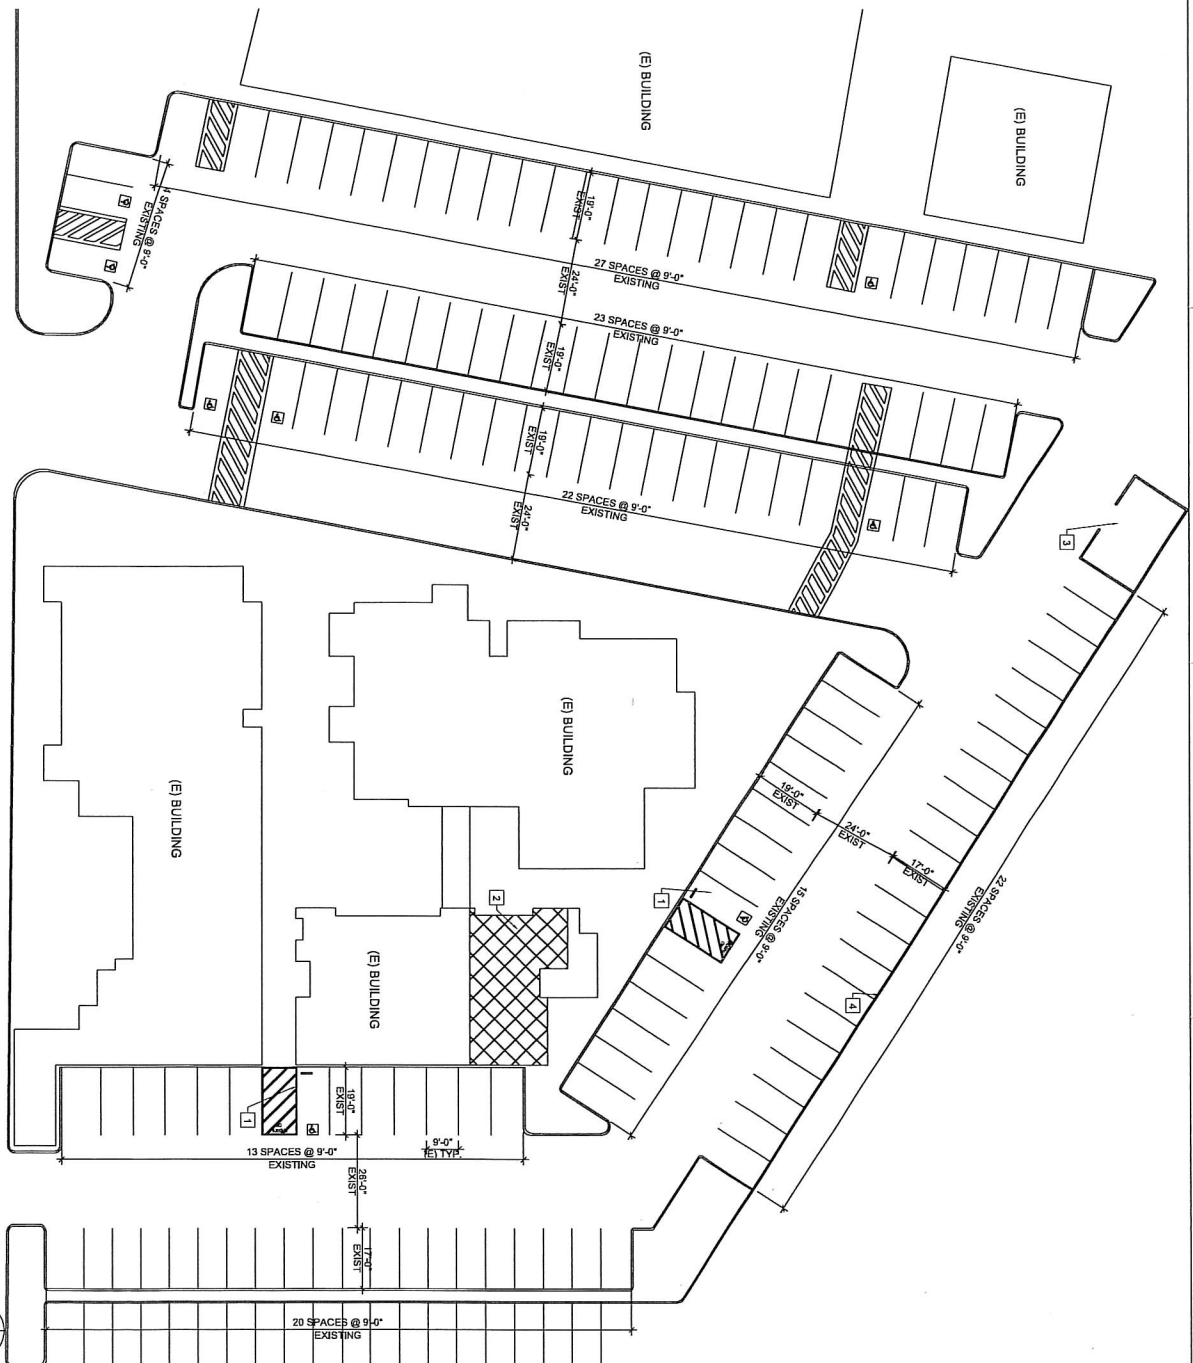 (E) BUILDING
(E) BUILDING
19'-0"
EXIST
4 SPACES @ 9'-0"
EXISTING
27 SPACES @ 9'-0"
EXISTING
24'-0"
EXIST
23 SPACES @ 9'-0"
EXISTING
19'-0"
EXIST
19'-0"
EXIST
22 SPACES @ 9'-0"
EXISTING
24'-0"
EXIST
3
(E) BUILDING
(E) BUILDING
19'-0"
EXIST
24'-0"
EXIST
17'-0"
EXIST
22 SPACES @ 9'-0"
EXISTING
15 SPACES @ 9'-0"
EXISTING
1
2
4
(E) BUILDING
19'-0"
EXIST
1
9'-0"
(E) TYP.
13 SPACES @ 9'-0"
EXISTING
26'-0"
EXIST
17'-0"
EXIST
20 SPACES @ 9'-0"
EXISTING